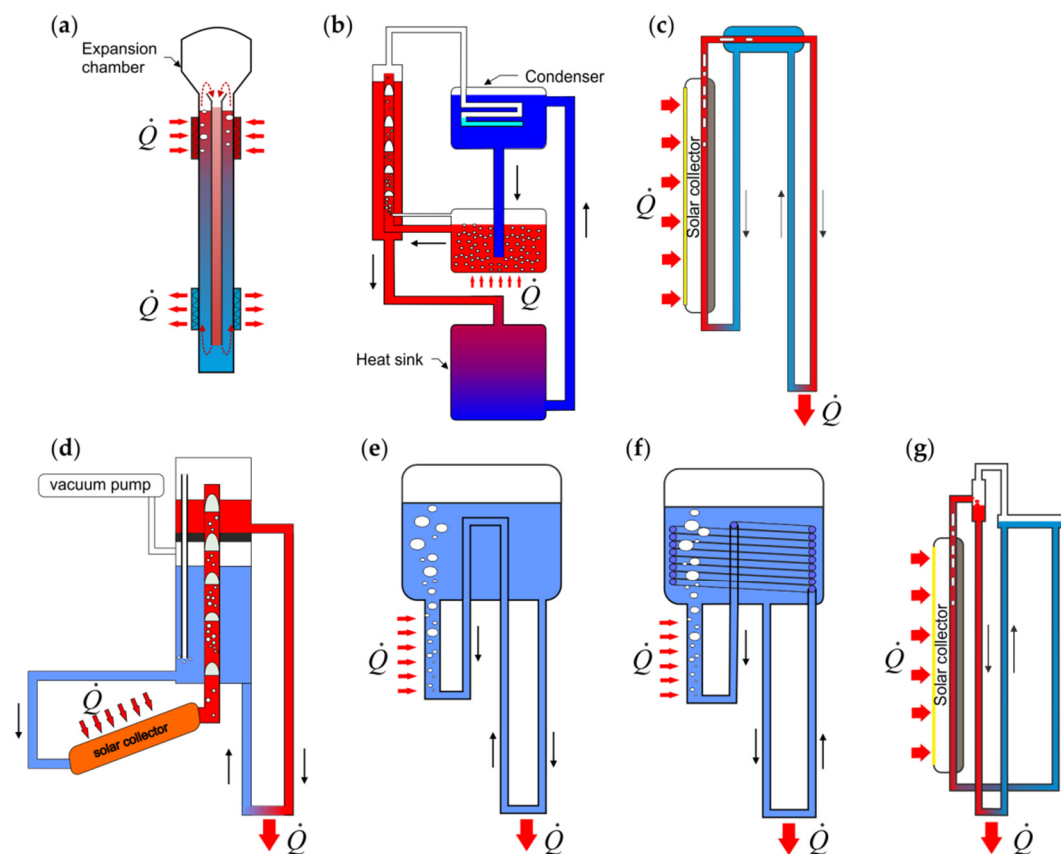 (a)
Expansion
chamber
Q̇
Q̇
(b)
Condenser
Q̇
Heat sink
(c)
Q̇
Solar collector
Q̇
(d)
vacuum pump
Q̇
solar collector
Q̇
(e)
Q̇
Q̇
(f)
Q̇
Q̇
(g)
Q̇
Solar collector
Q̇